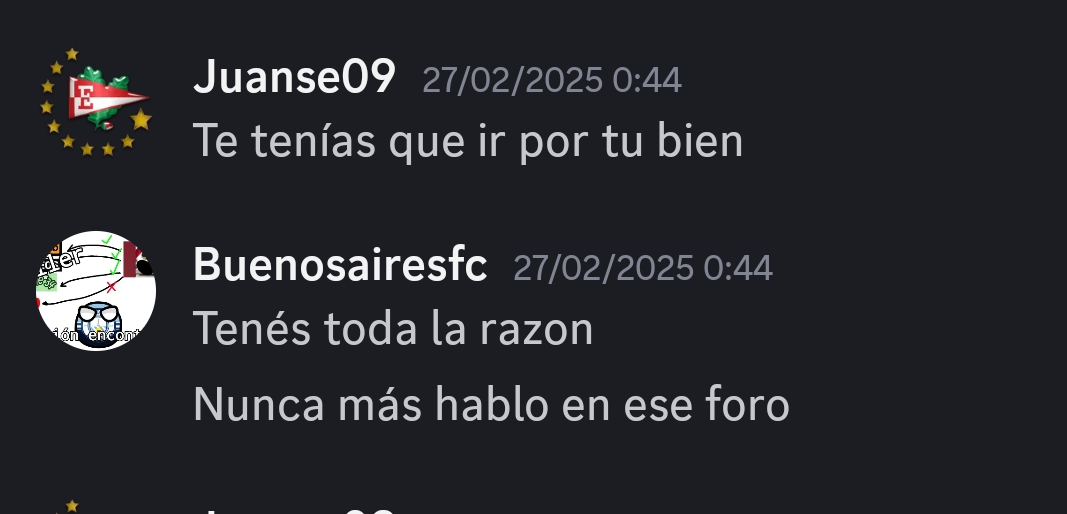 Juanse09 27/02/2025 0:44
Te tenías que ir por tu bien
Buenosairesfc 27/02/2025 0:44
Tenés toda la razon
Nunca más hablo en ese foro